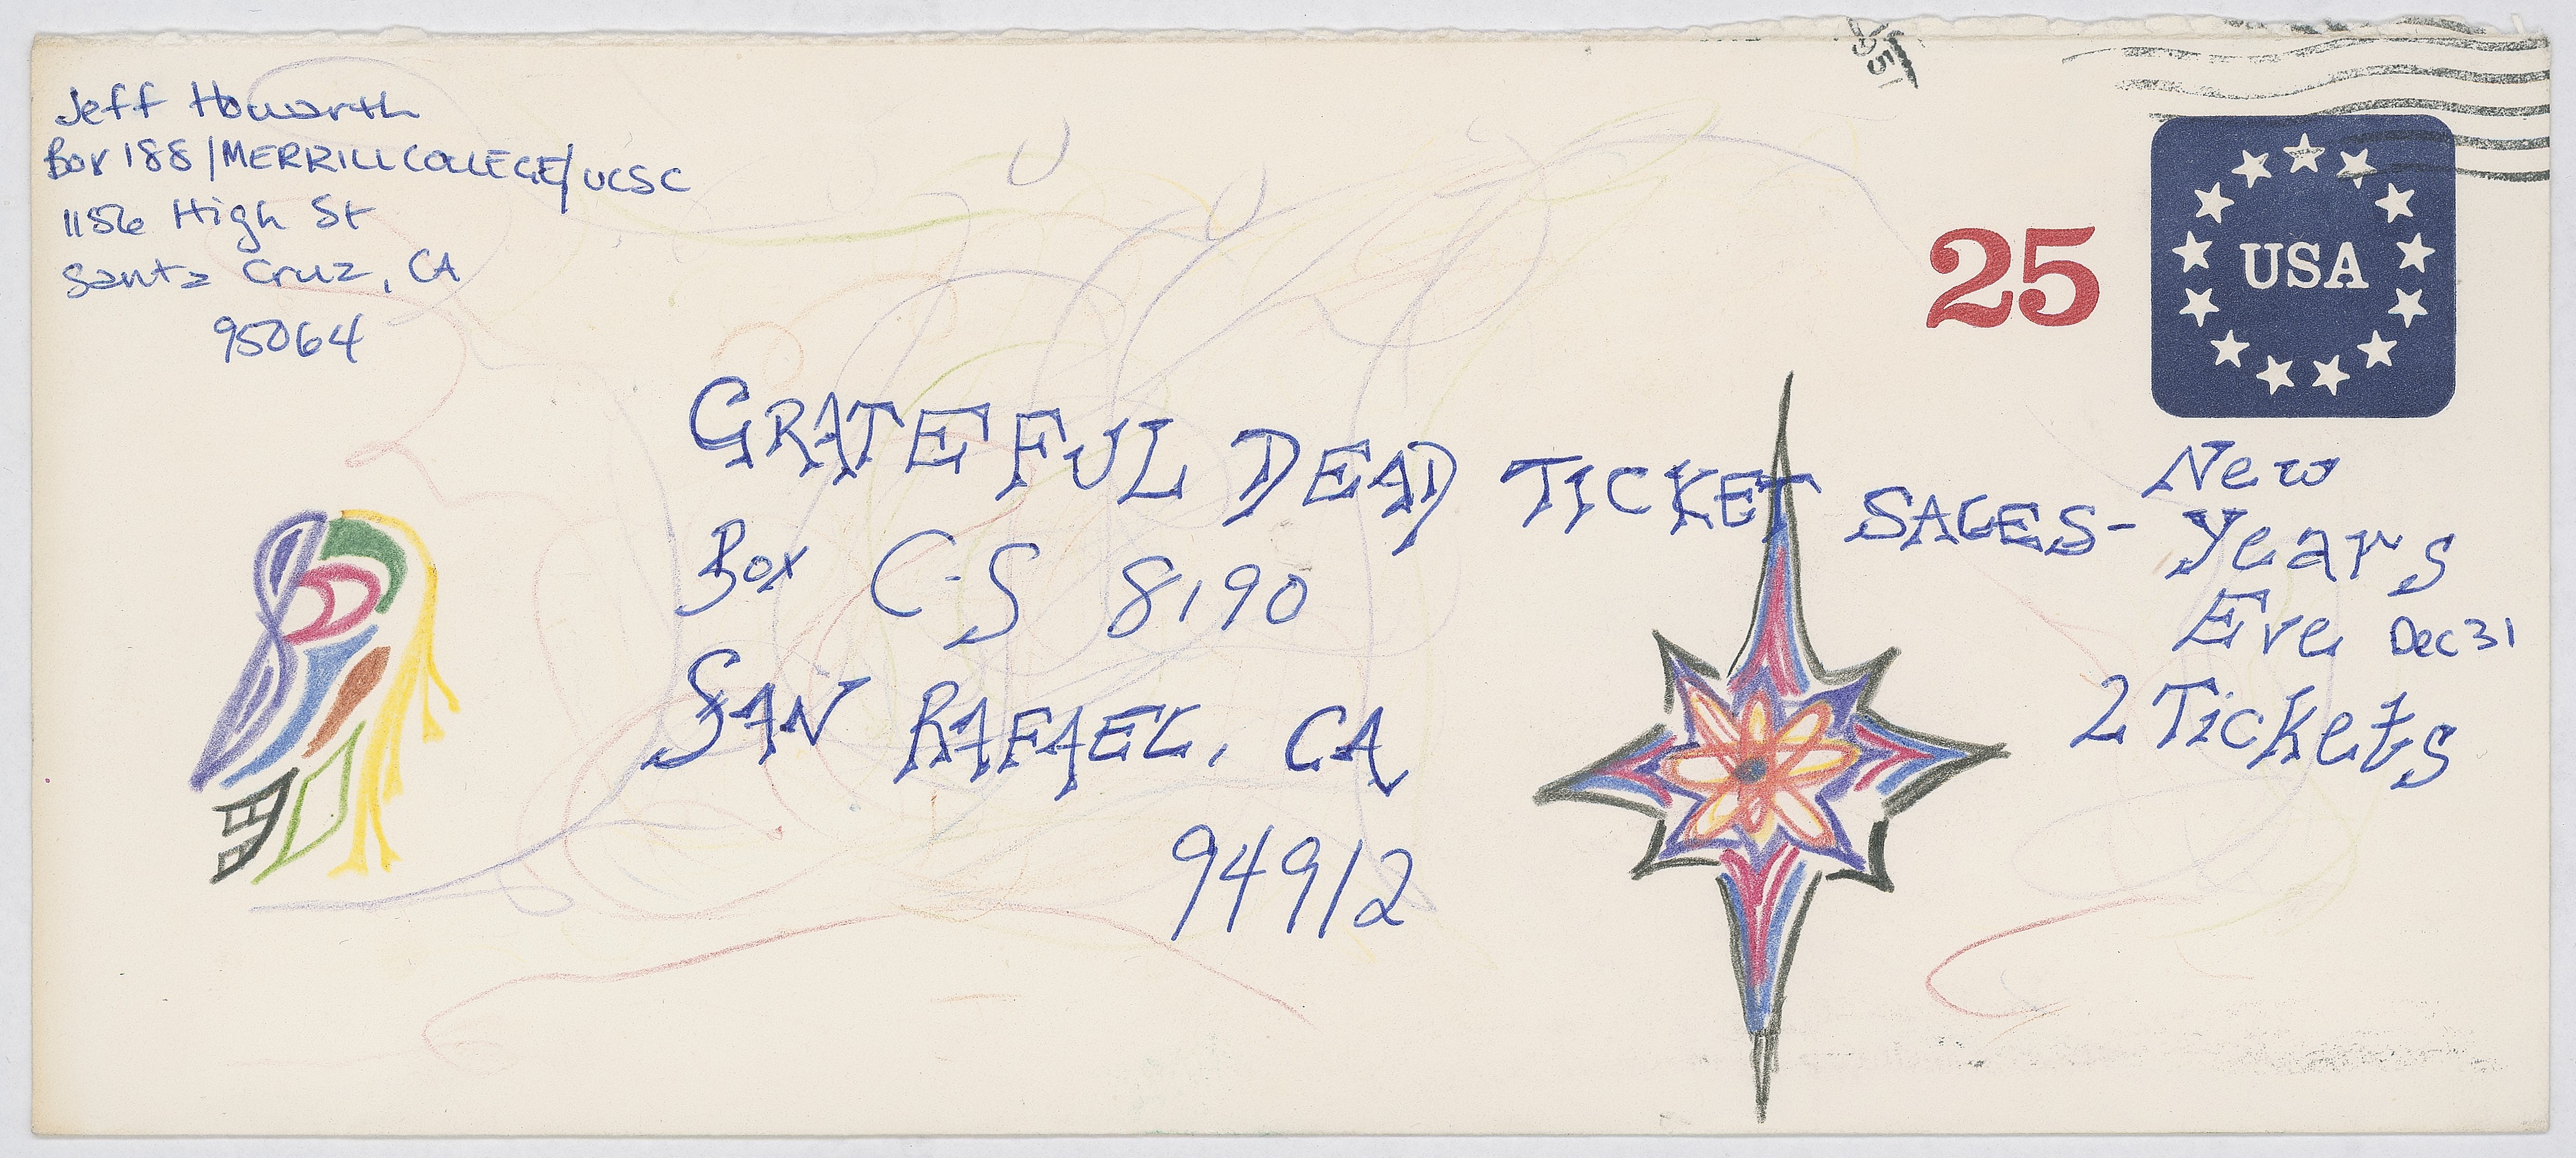 Jeff Howarth
Box 188/MERRILL COLLEGE/UCSC
1156 High St
Santa Cruz, CA
95064
25
USA
GRATEFUL DEAD TICKET SALES-
Box C-S 8190
SAN RAFAEL, CA
94912
New
Years
Eve Dec 31
2 Tickets